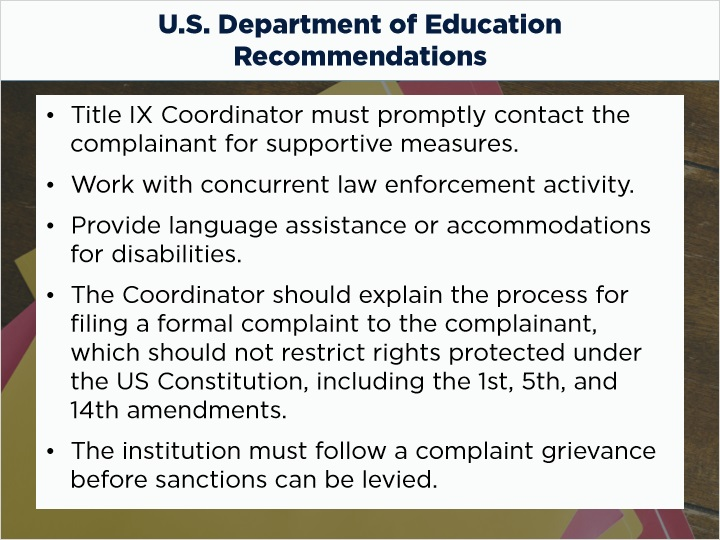 U.S. Department of Education
Recommendations
• Title IX Coordinator must promptly contact the
complainant for supportive measures.
• Work with concurrent law enforcement activity.
• Provide language assistance or accommodations
for disabilities.
• The Coordinator should explain the process for
filing a formal complaint to the complainant,
which should not restrict rights protected under
the US Constitution, including the 1st, 5th, and
14th amendments.
• The institution must follow a complaint grievance
before sanctions can be levied.